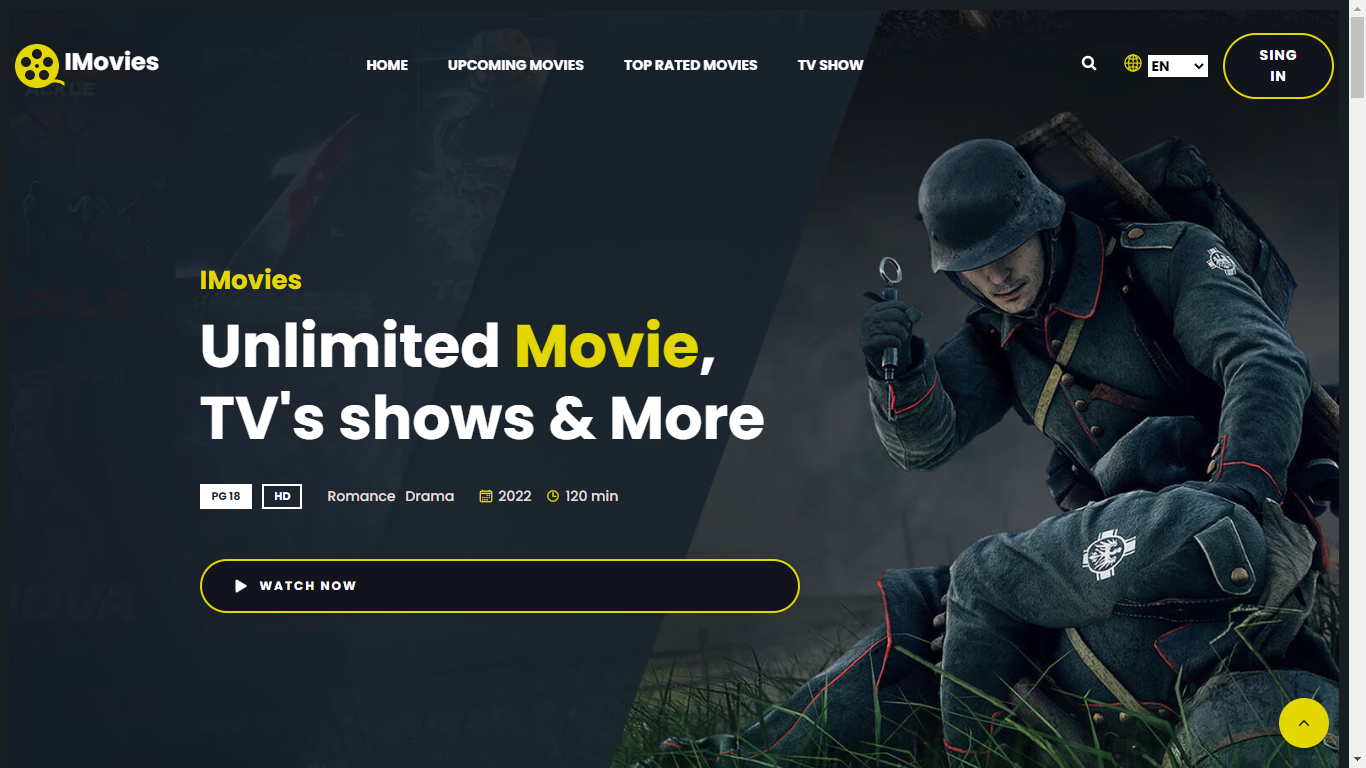 IMovies
HOME
UPCOMING MOVIES
TOP RATED MOVIES
TV SHOW
EN
SING
IN
IMovies
Unlimited Movie,
TV's shows & More
PG 18
HD
Romance Drama
2022
120 min
WATCH NOW